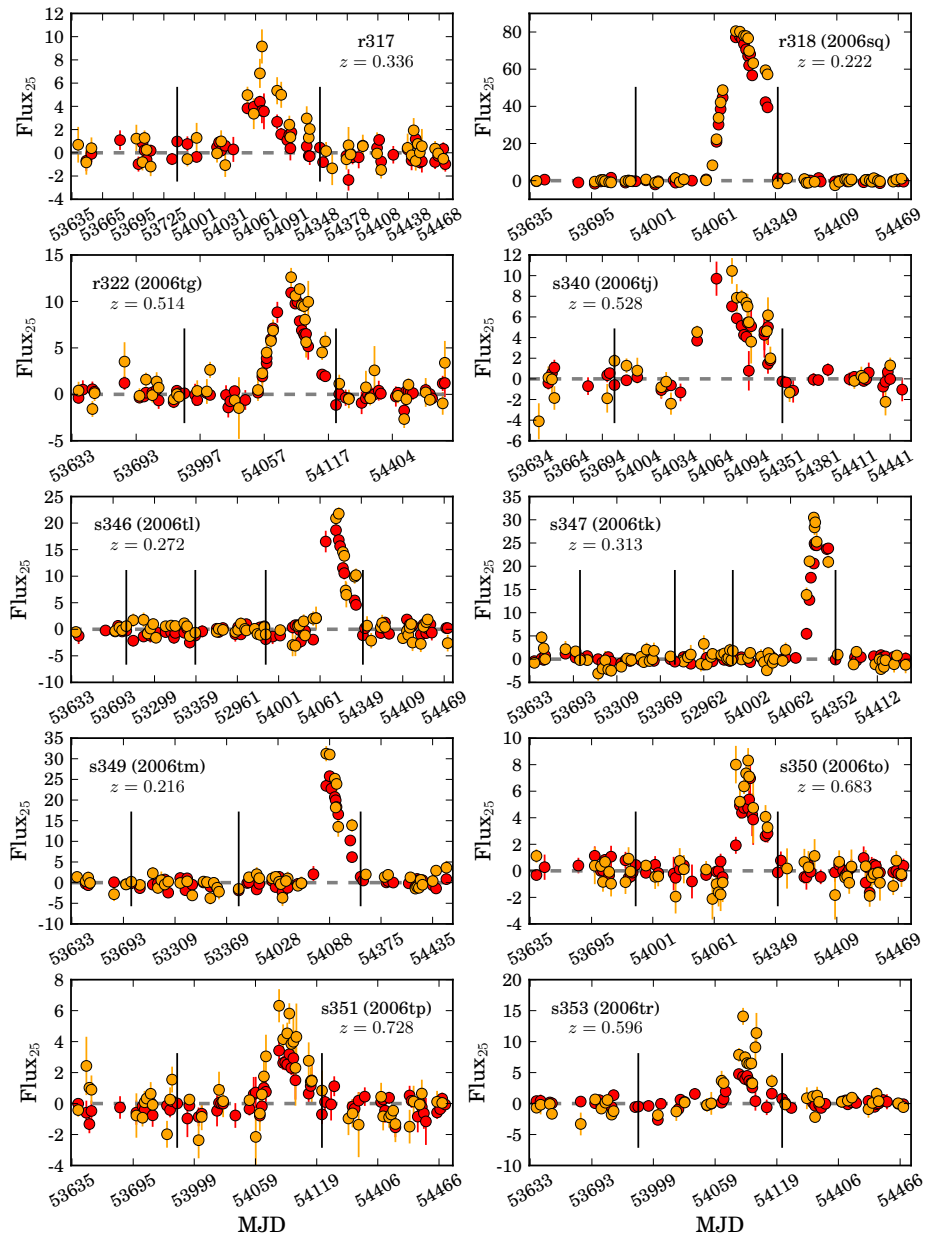 12
10
8
6
4
2
0
-2
-4
Flux25
r317
z = 0.336
53635 53665 53695 53725 54001 54031 54061 54091 54348 54378 54408 54438 54468
80
60
40
20
0
Flux25
r318 (2006sq)
z = 0.222
53635 53695 54001 54061 54349 54409 54469
15
10
5
0
-5
Flux25
r322 (2006tg)
z = 0.514
53633 53693 53997 54057 54117 54404
12
10
8
6
4
2
0
-2
-4
-6
Flux25
s340 (2006tj)
z = 0.528
53634 53664 53694 54004 54034 54064 54094 54351 54381 54411 54441
25
20
15
10
5
0
-5
-10
Flux25
s346 (2006tl)
z = 0.272
53633 53693 53299 53359 52961 54001 54061 54349 54409 54469
35
30
25
20
15
10
5
0
-5
Flux25
s347 (2006tk)
z = 0.313
53633 53693 53309 53369 52962 54002 54062 54352 54412
35
30
25
20
15
10
5
0
-5
-10
Flux25
s349 (2006tm)
z = 0.216
53633 53693 53309 53369 54028 54088 54375 54435
10
8
6
4
2
0
-2
-4
Flux25
s350 (2006to)
z = 0.683
53635 53695 54001 54061 54349 54409 54469
8
6
4
2
0
-2
-4
Flux25
s351 (2006tp)
z = 0.728
53635 53695 53999 54059 54119 54406 54466
MJD
20
15
10
5
0
-5
-10
Flux25
s353 (2006tr)
z = 0.596
53633 53693 53999 54059 54119 54406 54466
MJD